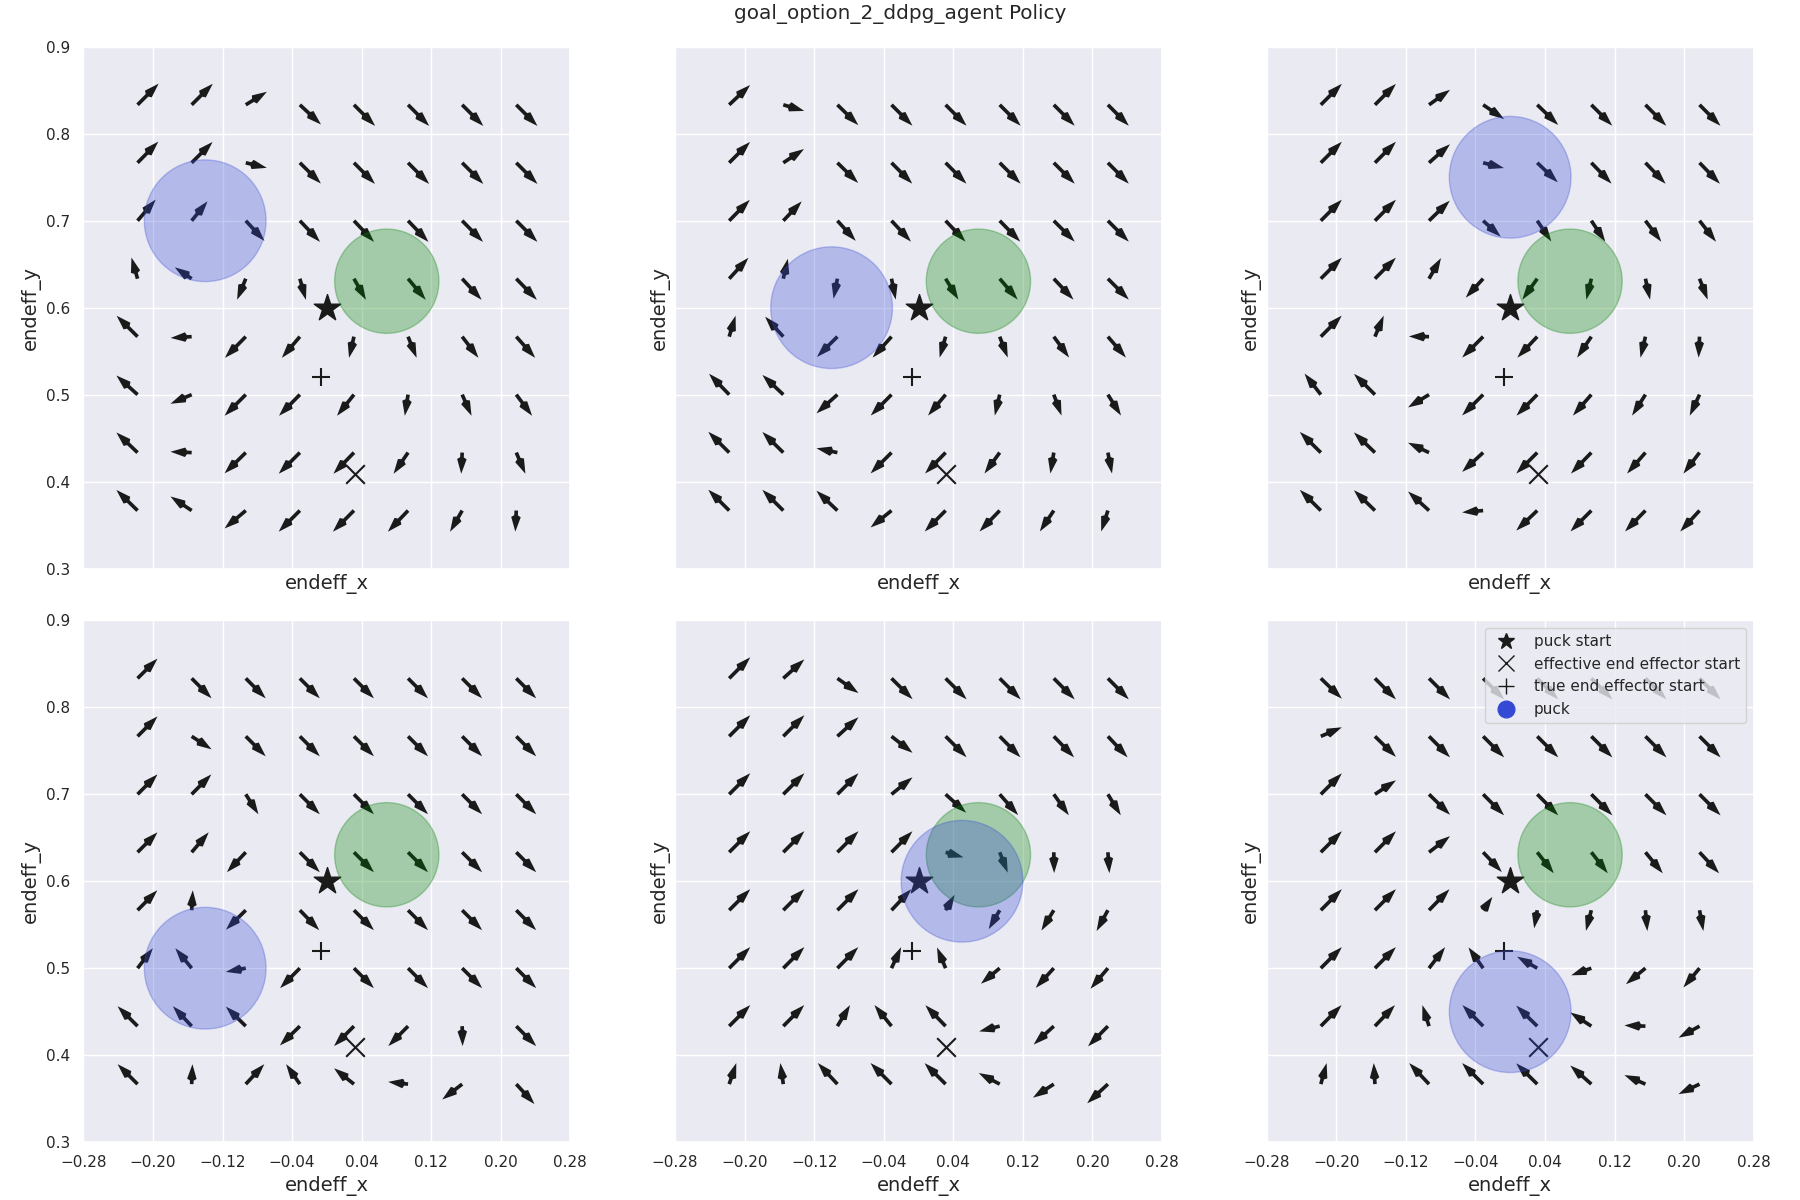 goal_option_2_ddpg_agent Policy
0.9
0.8
0.7
0.6
0.5
0.4
0.3
endeff_y
endeff_x
endeff_y
endeff_x
endeff_y
endeff_x
0.9
0.8
0.7
0.6
0.5
0.4
0.3
endeff_y
−0.28 −0.20 −0.12 −0.04 0.04 0.12 0.20 0.28
endeff_x
endeff_y
−0.28 −0.20 −0.12 −0.04 0.04 0.12 0.20 0.28
endeff_x
puck start
effective end effector start
true end effector start
puck
endeff_y
−0.28 −0.20 −0.12 −0.04 0.04 0.12 0.20 0.28
endeff_x